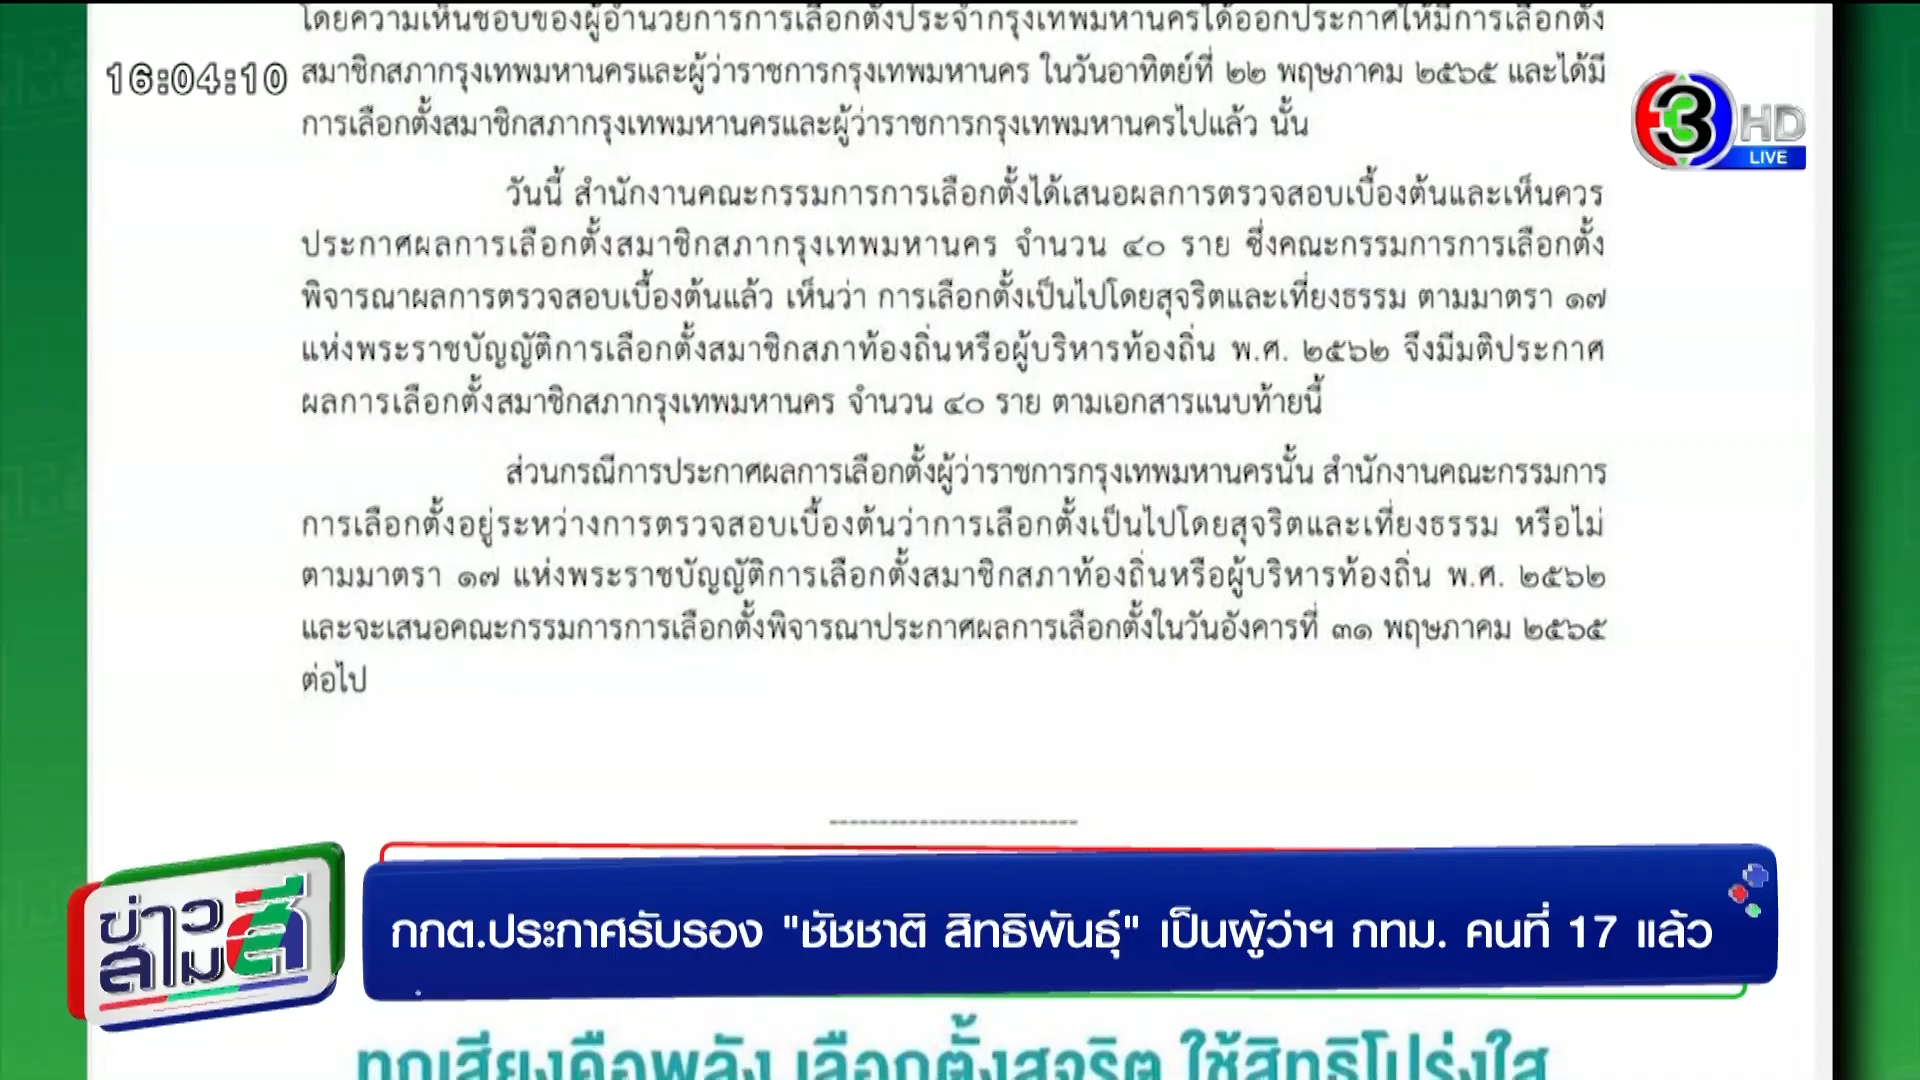 โดยความเห็นชอบของผู้อำนวยการการเลือกตั้งประจำกรุงเทพมหานครได้ออกประกาศให้มีการเลือกตั้ง
16:04:10
สมาชิกสภากรุงเทพมหานครและผู้ว่าราชการกรุงเทพมหานคร ในวันอาทิตย์ที่ ๒๒ พฤษภาคม ๒๕๖๕ และได้มี
การเลือกตั้งสมาชิกสภากรุงเทพมหานครและผู้ว่าราชการกรุงเทพมหานครไปแล้ว นั้น
3 HD
LIVE
วันนี้ สำนักงานคณะกรรมการการเลือกตั้งได้เสนอผลการตรวจสอบเบื้องต้นและเห็นควร
ประกาศผลการเลือกตั้งสมาชิกสภากรุงเทพมหานคร จำนวน ๔๐ ราย ซึ่งคณะกรรมการการเลือกตั้ง
พิจารณาผลการตรวจสอบเบื้องต้นแล้ว เห็นว่า การเลือกตั้งเป็นไปโดยสุจริตและเที่ยงธรรม ตามมาตรา ๑๗
แห่งพระราชบัญญัติการเลือกตั้งสมาชิกสภาท้องถิ่นหรือผู้บริหารท้องถิ่น พ.ศ. ๒๕๖๒ จึงมีมติประกาศ
ผลการเลือกตั้งสมาชิกสภากรุงเทพมหานคร จำนวน ๔๐ ราย ตามเอกสารแนบท้ายนี้
ส่วนกรณีการประกาศผลการเลือกตั้งผู้ว่าราชการกรุงเทพมหานครนั้น สำนักงานคณะกรรมการ
การเลือกตั้งอยู่ระหว่างการตรวจสอบเบื้องต้นว่าการเลือกตั้งเป็นไปโดยสุจริตและเที่ยงธรรม หรือไม่
ตามมาตรา ๑๗ แห่งพระราชบัญญัติการเลือกตั้งสมาชิกสภาท้องถิ่นหรือผู้บริหารท้องถิ่น พ.ศ. ๒๕๖๒
และจะเสนอคณะกรรมการการเลือกตั้งพิจารณาประกาศผลการเลือกตั้งในวันอังคารที่ ๓๑ พฤษภาคม ๒๕๖๕
ต่อไป
-------------------------
ข่าวสามสี
กกต.ประกาศรับรอง "ชัชชาติ สิทธิพันธุ์" เป็นผู้ว่าฯ กทม. คนที่ 17 แล้ว
ทุกเสียงคือพลัง เลือกตั้งสุจริต ใช้สิทธิโปร่งใส